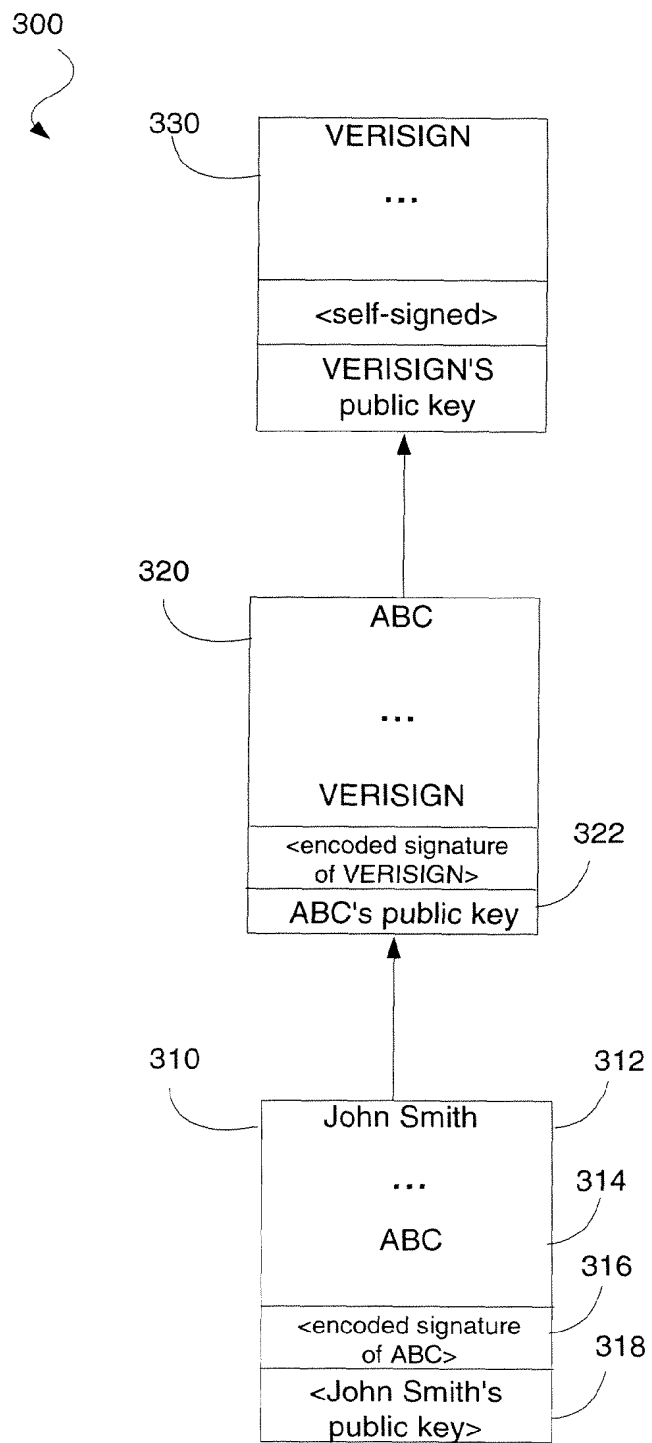 300
330
VERISIGN
...
<self-signed>
VERISIGN'S
public key
320
ABC
...
VERISIGN
322
<encoded signature
of VERISIGN>
ABC's public key
310
312
John Smith
...
314
ABC
316
<encoded signature
of ABC>
318
<John Smith's
public key>